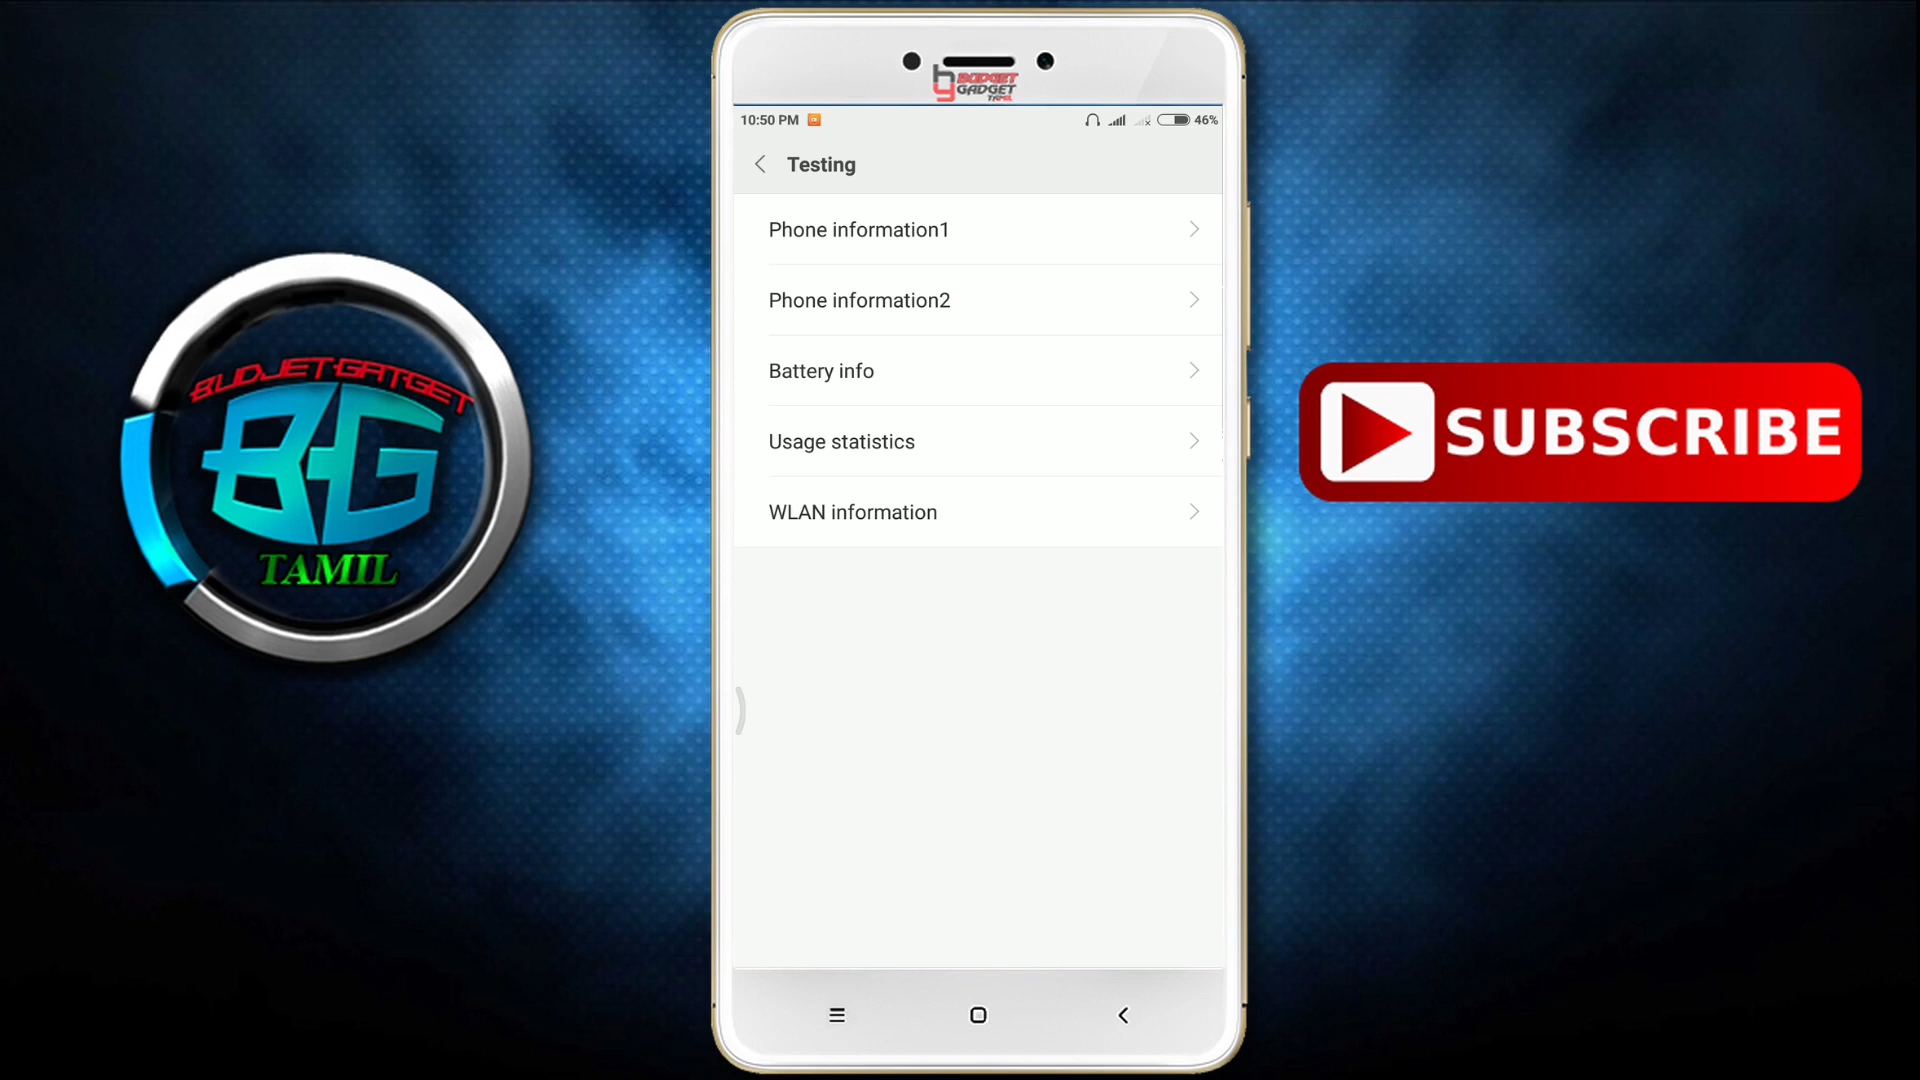 BUDGET
GADGET
TAMIL
10:50 PM
46%
Testing
Phone information1
Phone information2
Battery info
Usage statistics
WLAN information
BUDJET GATGET
BG
TAMIL
SUBSCRIBE